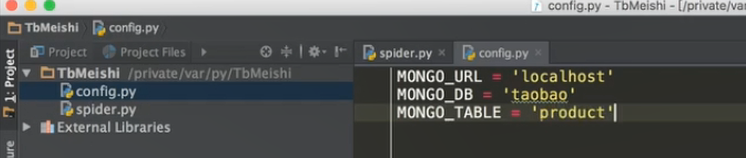 config.py - TbMeishi - [/private/var
TbMeishi config.py
Project Project Files
spider.py config.py
1: Project
TbMeishi /private/var/py/TbMeishi
config.py
spider.py
External Libraries
MONGO_URL = 'localhost'
MONGO_DB = 'taobao'
MONGO_TABLE = 'product'